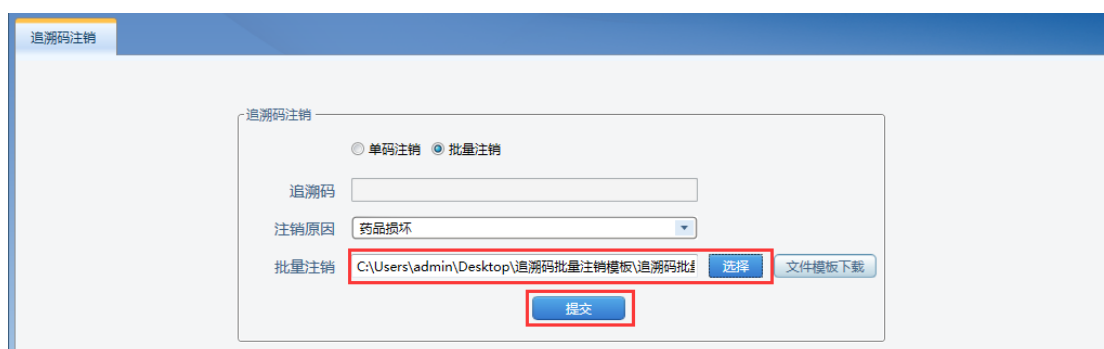 追溯码注销
追溯码注销
单码注销 批量注销
追溯码
注销原因 药品损坏
批量注销 C:\Users\admin\Desktop\追溯码批量注销模板\追溯码批 选择 文件模板下载
提交